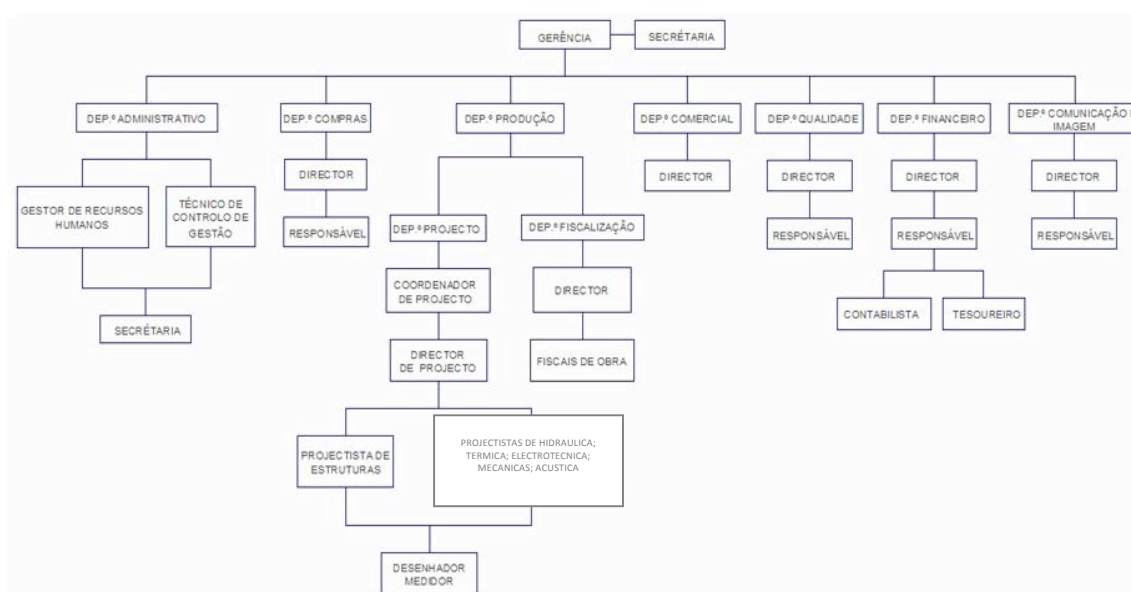 GERÊNCIA
SECRÉTARIA
DEP.º ADMINISTRATIVO
DEP.º COMPRAS
DEP.º PRODUÇÃO
DEP.º COMERCIAL
DEP.º QUALIDADE
DEP.º FINANCEIRO
DEP.º COMUNICAÇÃO E
IMAGEM
GESTOR DE RECURSOS
HUMANOS
TÉCNICO DE
CONTROLO DE
GESTÃO
SECRÉTARIA
DIRECTOR
RESPONSÁVEL
DEP.º PROJECTO
COORDENADOR
DE PROJECTO
DIRECTOR
DE PROJECTO
PROJECTISTA DE
ESTRUTURAS
PROJECTISTAS DE HIDRAULICA;
TERMICA; ELECTROTECNICA;
MECANICAS; ACUSTICA
DESENHADOR
MEDIDOR
DEP.º FISCALIZAÇÃO
DIRECTOR
FISCAIS DE OBRA
DIRECTOR
DIRECTOR
RESPONSÁVEL
DIRECTOR
RESPONSÁVEL
CONTABILISTA
TESOUREIRO
DIRECTOR
RESPONSÁVEL